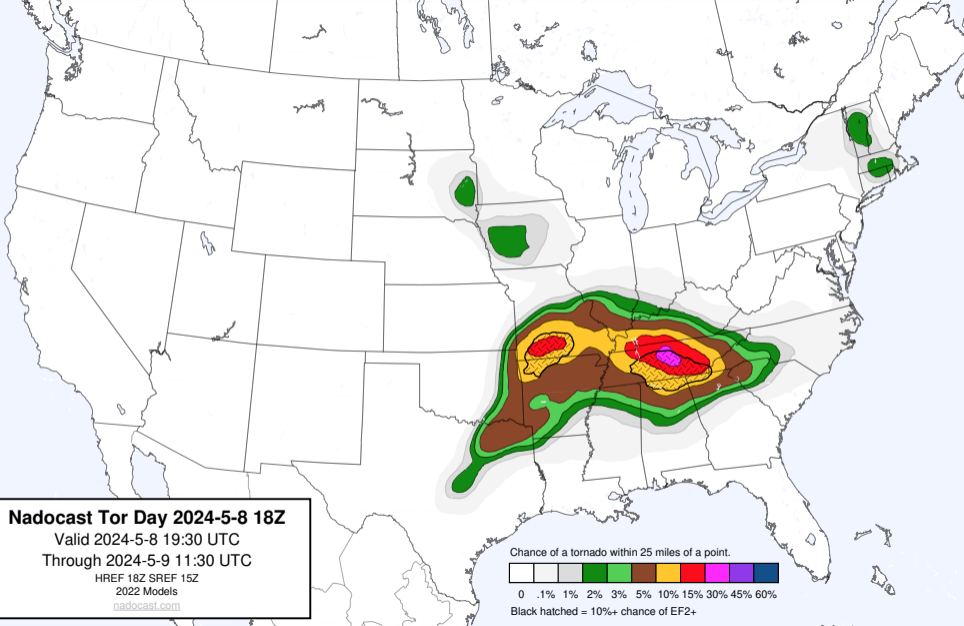 Nadocast Tor Day 2024-5-8 18Z
Valid 2024-5-8 19:30 UTC
Through 2024-5-9 11:30 UTC
HREF 18Z SREF 15Z
2022 Models
nadocast.com
Chance of a tornado within 25 miles of a point.
0 .1% 1% 2% 3% 5% 10% 15% 30% 45% 60%
Black hatched = 10%+ chance of EF2+